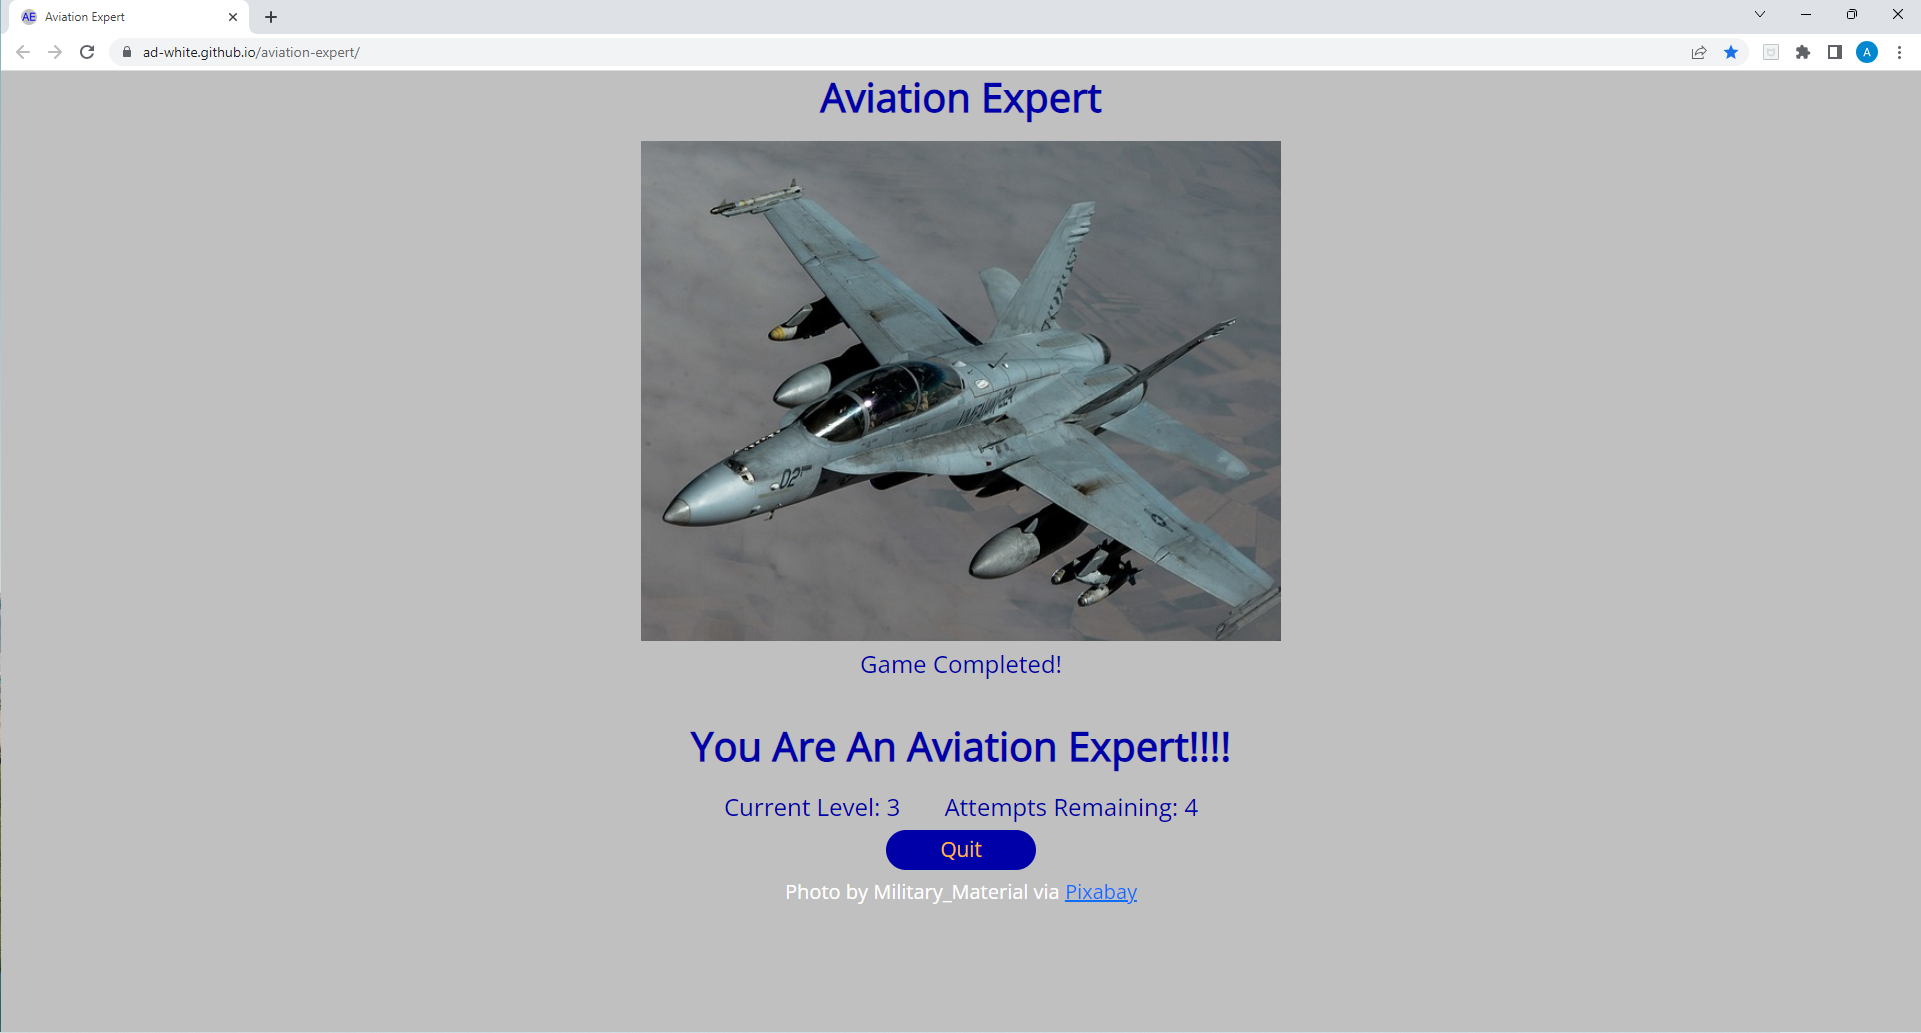 AE Aviation Expert
ad-white.github.io/aviation-expert/
A
Aviation Expert
02
Game Completed!
You Are An Aviation Expert!!!!
Current Level: 3 Attempts Remaining: 4
Quit
Photo by Military_Material via Pixabay